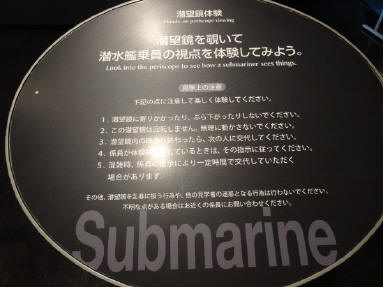 潜望鏡体験
Hands-on periscope viewing
潜望鏡を覗いて
潜水艦乗員の視点を体験してみよう。
Look into the periscope to see how a submariner sees things.
見学上の注意
下記の点に注意して楽しく体験してください。
1．潜望鏡に寄りかかったり、ぶら下がったりしないでください。
2．この潜望鏡は回転しません。無理に動かさないでください。
3．潜望鏡内の が終わったら、次の人に交代してください。
4．係員が体験 しているときは、その指示に従ってください。
5．混雑時、係員の指示により一定時間で交代していただく
場合があります。
その他、潜望鏡を乱暴に扱う行為や、他の見学者の迷惑となる行為は行わないでください。
不明な点がある場合はお近くの係員にお問い合わせください。
Submarine